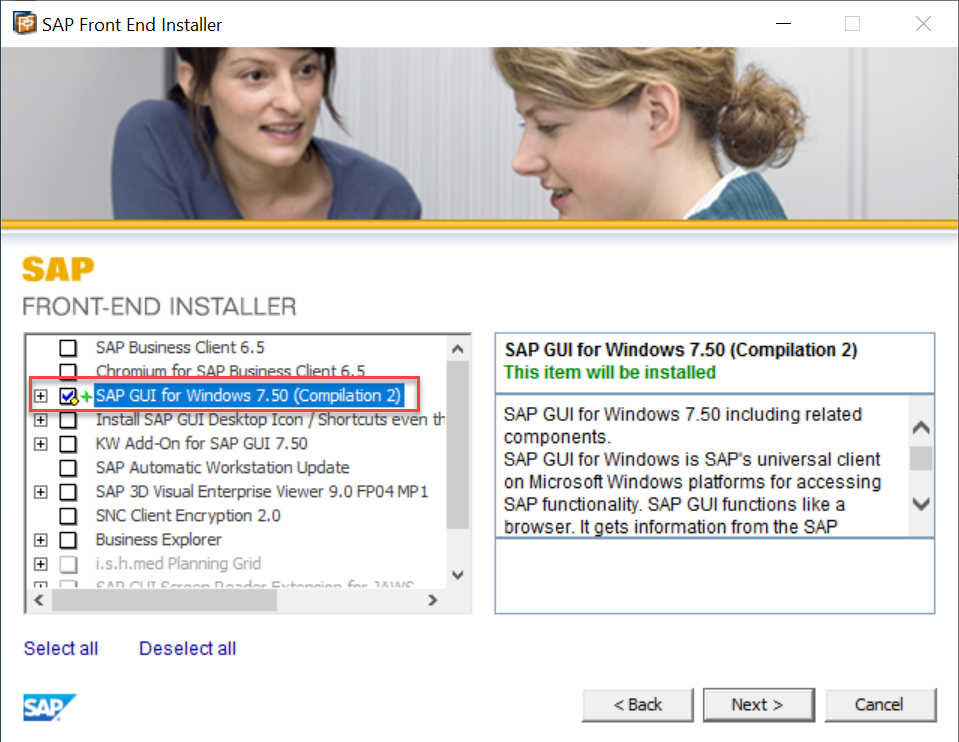 SAP Front End Installer
SAP
FRONT-END INSTALLER
SAP Business Client 6.5
Chromium for SAP Business Client 6.5
SAP GUI for Windows 7.50 (Compilation 2)
Install SAP GUI Desktop Icon / Shortcuts even th
KW Add-On for SAP GUI 7.50
SAP Automatic Workstation Update
SAP 3D Visual Enterprise Viewer 9.0 FP04 MP1
SNC Client Encryption 2.0
Business Explorer
i.s.h.med Planning Grid
SAP GUI Screen Reader Extension for JAWS
SAP GUI for Windows 7.50 (Compilation 2)
This item will be installed
SAP GUI for Windows 7.50 including related
components.
SAP GUI for Windows is SAP's universal client
on Microsoft Windows platforms for accessing
SAP functionality. SAP GUI functions like a
browser. It gets information from the SAP
Select all
Deselect all
SAP
< Back
Next >
Cancel